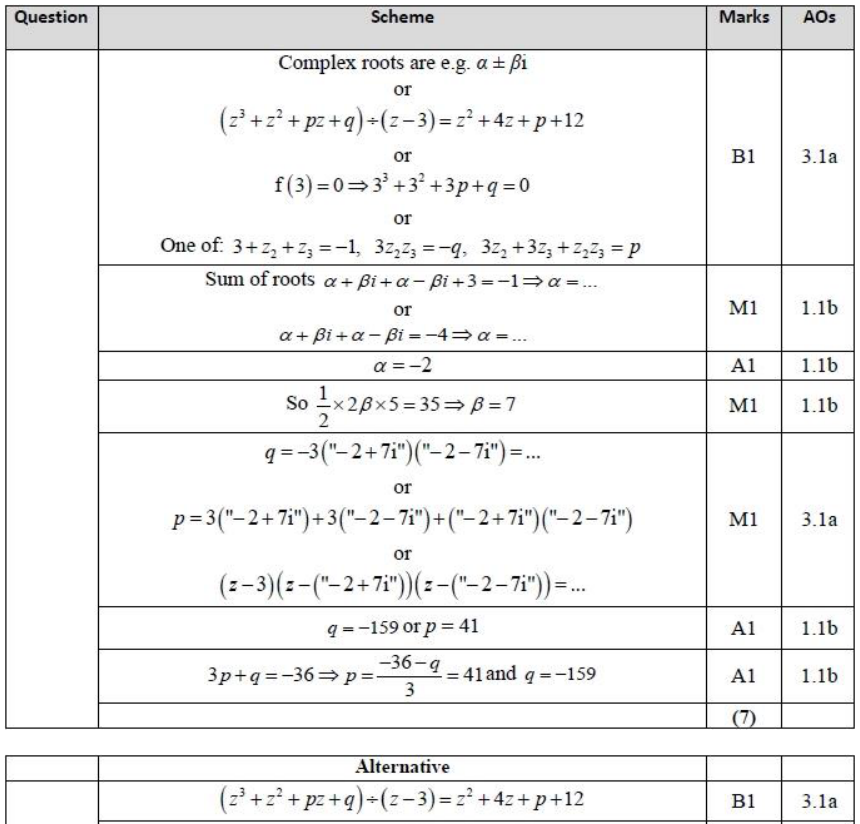 Question Scheme Marks AOs
Complex roots are e.g. α ± βi
or
(z³ + z² + pz + q) ÷ (z − 3) = z² + 4z + p + 12
or
f(3) = 0 ⇒ 3³ + 3² + 3p + q = 0
or
One of: 3 + z₂ + z₃ = −1, 3z₂z₃ = −q, 3z₂ + 3z₃ + z₂z₃ = p
B1 3.1a
Sum of roots α + βi + α − βi + 3 = −1 ⇒ α = ...
or
α + βi + α − βi = −4 ⇒ α = ...
M1 1.1b
α = −2 A1 1.1b
So 1/2 × 2β × 5 = 35 ⇒ β = 7 M1 1.1b
q = −3("−2 + 7i")("−2 − 7i") = ...
or
p = 3("−2 + 7i") + 3("−2 − 7i") + ("−2 + 7i")("−2 − 7i")
or
(z − 3)(z − ("−2 + 7i"))(z − ("−2 − 7i")) = ...
M1 3.1a
q = −159 or p = 41 A1 1.1b
3p + q = −36 ⇒ p = (−36 − q)/3 = 41 and q = −159 A1 1.1b
(7)
Alternative
(z³ + z² + pz + q) ÷ (z − 3) = z² + 4z + p + 12 B1 3.1a